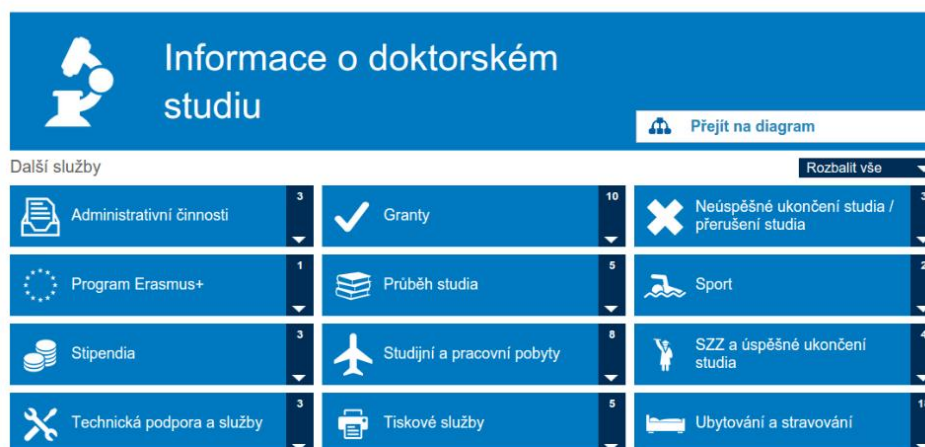 Informace o doktorském
studiu
Přejít na diagram
Další služby
Rozbalit vše
Administrativní činnosti
3
Granty
10
Neúspěšné ukončení studia /
přerušení studia
Program Erasmus+
1
Průběh studia
5
Sport
Stipendia
3
Studijní a pracovní pobyty
8
SZZ a úspěšné ukončení
studia
Technická podpora a služby
3
Tiskové služby
5
Ubytování a stravování